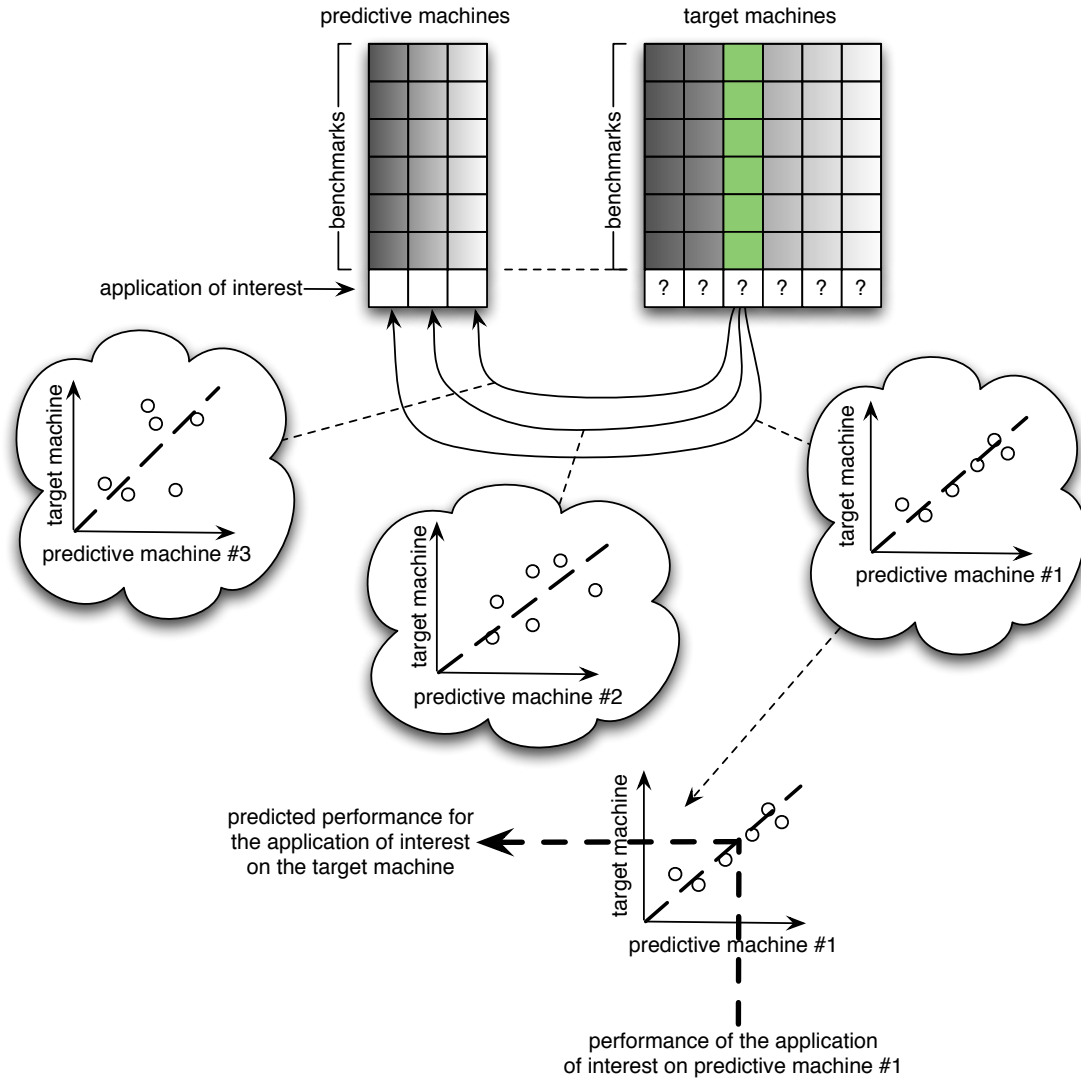 predictive machines
target machines
benchmarks
benchmarks
application of interest
? ? ? ? ? ?
target machine
predictive machine #3
target machine
predictive machine #2
target machine
predictive machine #1
predicted performance for
the application of interest
on the target machine
target machine
predictive machine #1
performance of the application
of interest on predictive machine #1